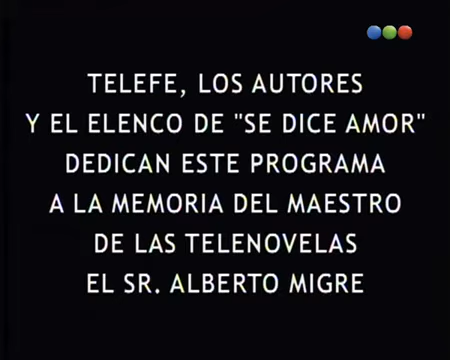 TELEFE, LOS AUTORES
Y EL ELENCO DE "SE DICE AMOR"
DEDICAN ESTE PROGRAMA
A LA MEMORIA DEL MAESTRO
DE LAS TELENOVELAS
EL SR. ALBERTO MIGRE